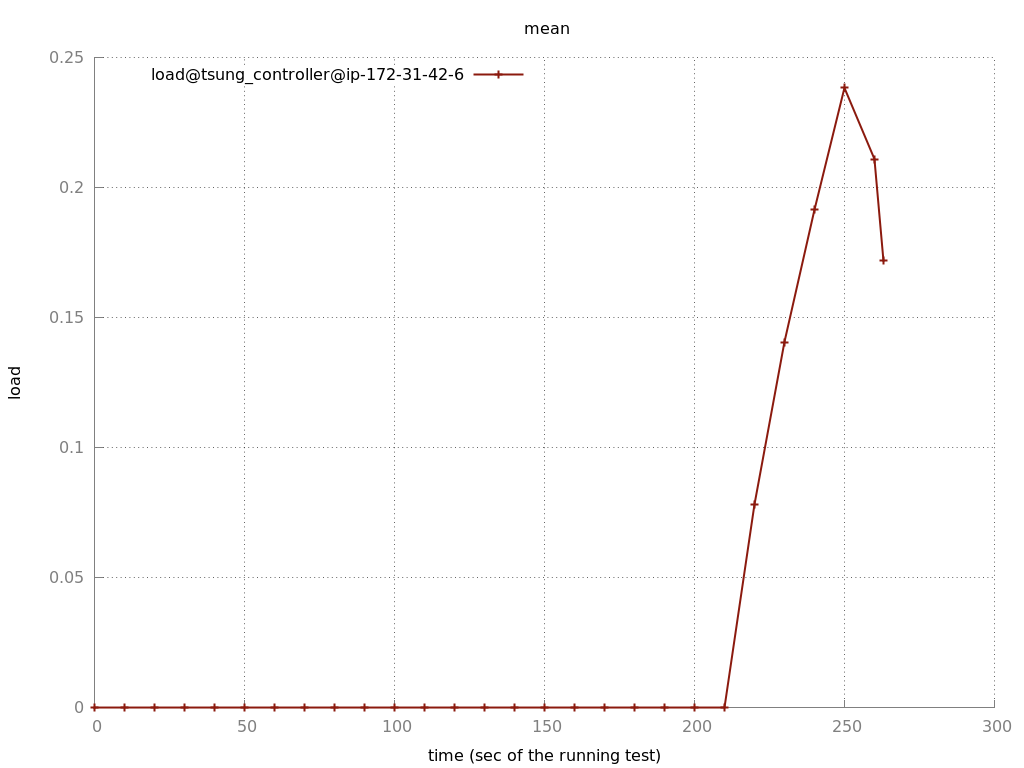 mean
0.25
load@tsung_controller@ip-172-31-42-6
0.2
0.15
load
0.1
0.05
0
0 50 100 150 200 250 300
time (sec of the running test)